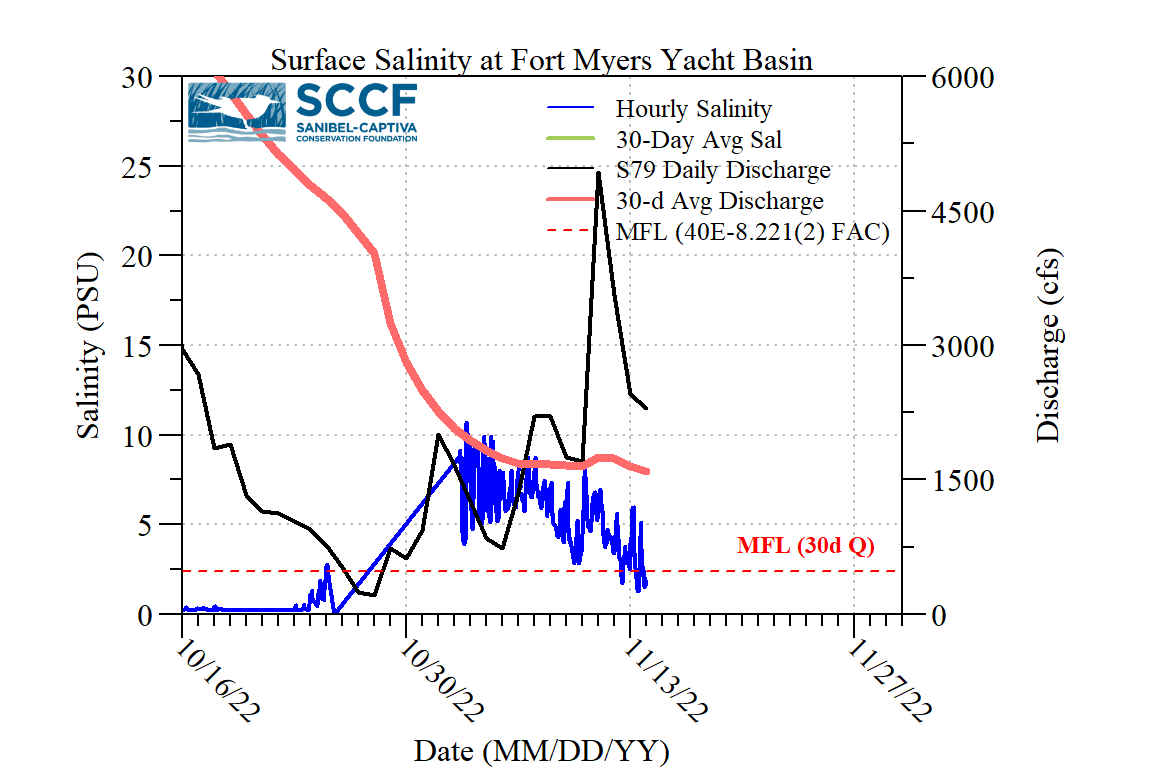 Surface Salinity at Fort Myers Yacht Basin
SCCF
SANIBEL-CAPTIVA
CONSERVATION FOUNDATION
Hourly Salinity
30-Day Avg Sal
S79 Daily Discharge
30-d Avg Discharge
MFL (40E-8.221(2) FAC)
Salinity (PSU)
30
25
20
15
10
5
0
6000
4500
3000
1500
0
Discharge (cfs)
MFL (30d Q)
10/16/22
10/30/22
11/13/22
11/27/22
Date (MM/DD/YY)